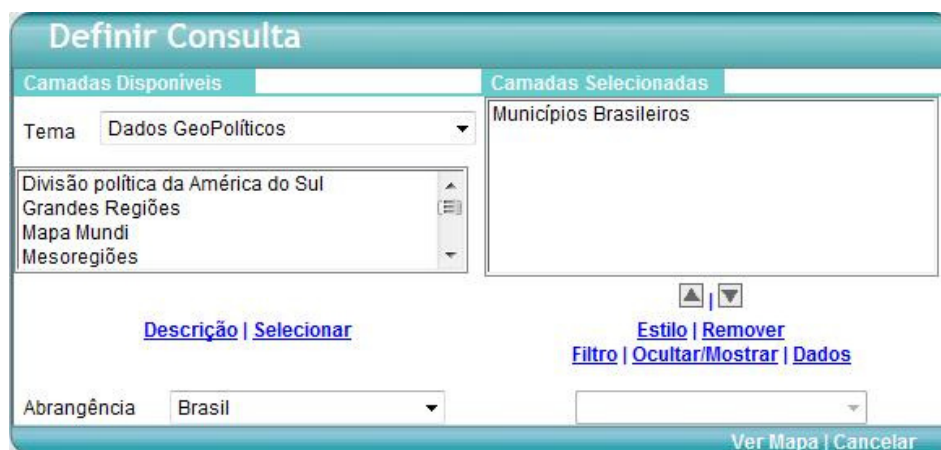 Definir Consulta
Camadas Disponíveis
Tema
Dados GeoPolíticos
Divisão política da América do Sul
Grandes Regiões
Mapa Mundi
Mesoregiões
Descrição | Selecionar
Abrangência
Brasil
Camadas Selecionadas
Municípios Brasileiros
|
Estilo | Remover
Filtro | Ocultar/Mostrar | Dados
Ver Mapa | Cancelar